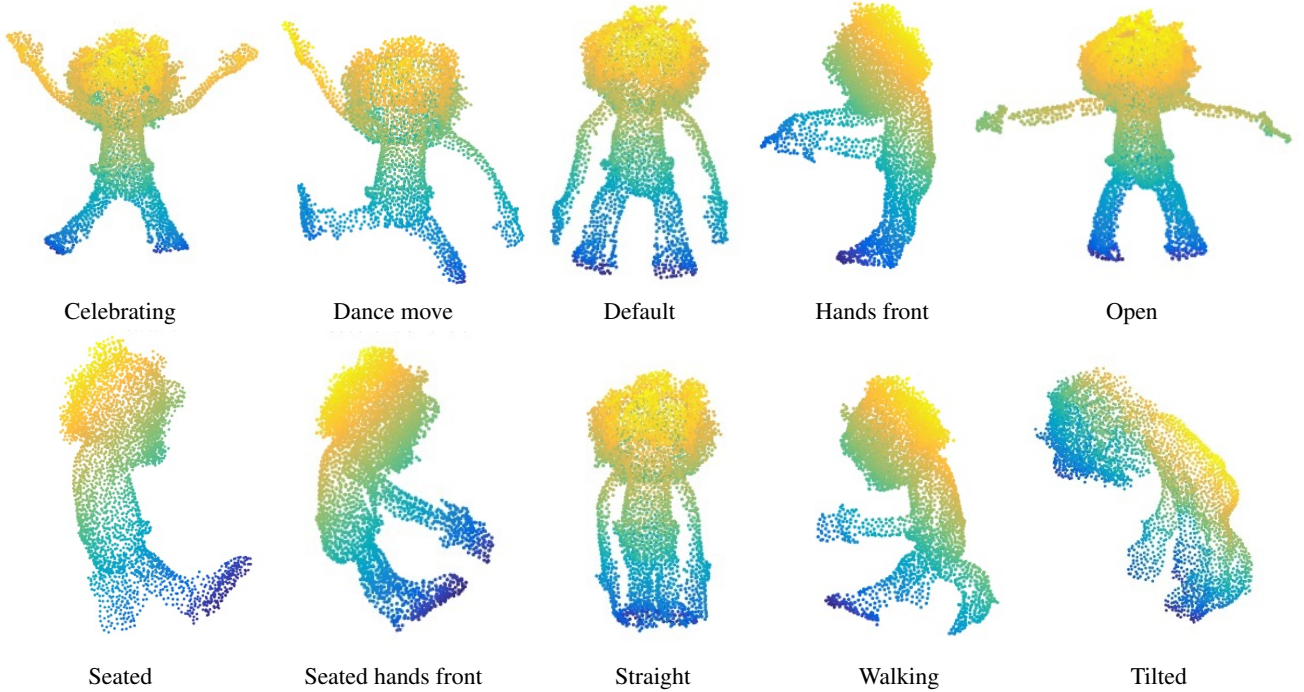 Celebrating
Dance move
Default
Hands front
Open
Seated
Seated hands front
Straight
Walking
Tilted